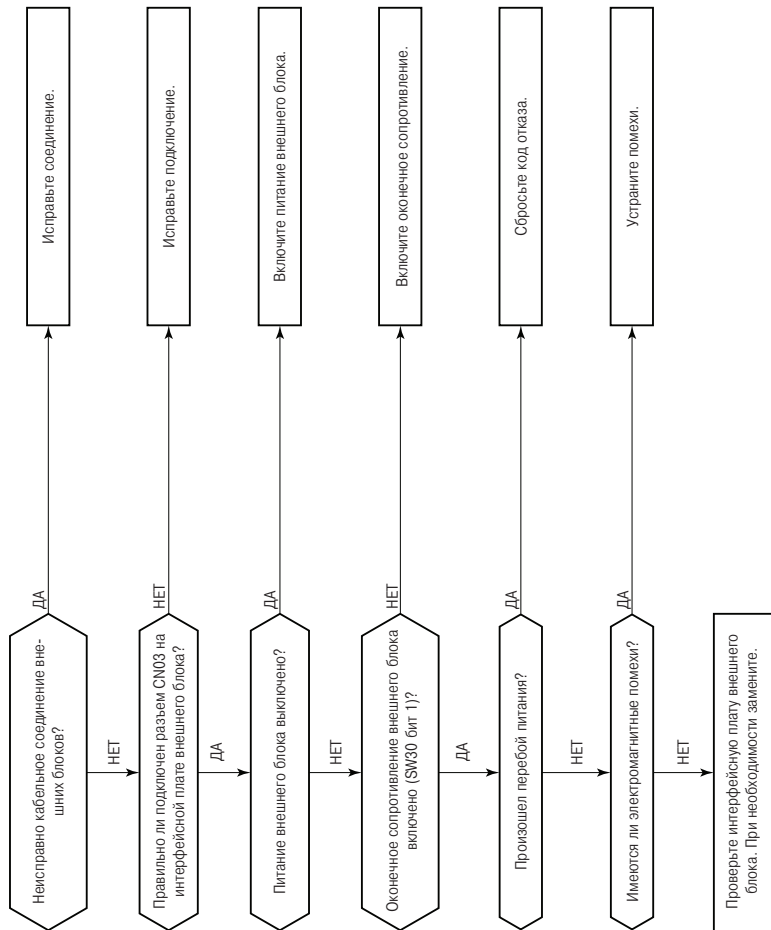 Неисправно кабельное соединение вне-
шних блоков?
ДА
Исправьте соединение.
НЕТ
Правильно ли подключен разъем CN03 на
интерфейсной плате внешнего блока?
НЕТ
Исправьте подключение.
ДА
Питание внешнего блока выключено?
ДА
Включите питание внешнего блока.
НЕТ
Оконечное сопротивление внешнего блока
включено (SW30 бит 1)?
НЕТ
Включите оконечное сопротивление.
ДА
Произошел перебой питания?
ДА
Сбросьте код отказа.
НЕТ
Имеются ли электромагнитные помехи?
ДА
Устраните помехи.
НЕТ
Проверьте интерфейсную плату внешнего
блока. При необходимости замените.